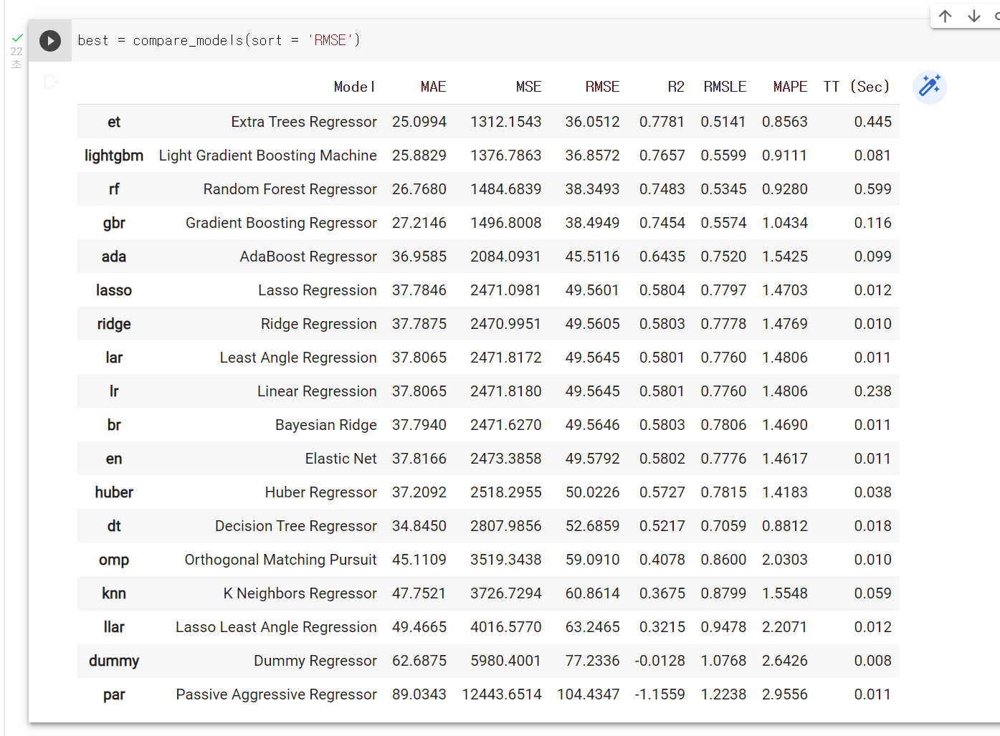 best = compare_models(sort = 'RMSE')
22
초
Model MAE MSE RMSE R2 RMSLE MAPE TT (Sec)
et Extra Trees Regressor 25.0994 1312.1543 36.0512 0.7781 0.5141 0.8563 0.445
lightgbm Light Gradient Boosting Machine 25.8829 1376.7863 36.8572 0.7657 0.5599 0.9111 0.081
rf Random Forest Regressor 26.7680 1484.6839 38.3493 0.7483 0.5345 0.9280 0.599
gbr Gradient Boosting Regressor 27.2146 1496.8008 38.4949 0.7454 0.5574 1.0434 0.116
ada AdaBoost Regressor 36.9585 2084.0931 45.5116 0.6435 0.7520 1.5425 0.099
lasso Lasso Regression 37.7846 2471.0981 49.5601 0.5804 0.7797 1.4703 0.012
ridge Ridge Regression 37.7875 2470.9951 49.5605 0.5803 0.7778 1.4769 0.010
lar Least Angle Regression 37.8065 2471.8172 49.5645 0.5801 0.7760 1.4806 0.011
lr Linear Regression 37.8065 2471.8180 49.5645 0.5801 0.7760 1.4806 0.238
br Bayesian Ridge 37.7940 2471.6270 49.5646 0.5803 0.7806 1.4690 0.011
en Elastic Net 37.8166 2473.3858 49.5792 0.5802 0.7776 1.4617 0.011
huber Huber Regressor 37.2092 2518.2955 50.0226 0.5727 0.7815 1.4183 0.038
dt Decision Tree Regressor 34.8450 2807.9856 52.6859 0.5217 0.7059 0.8812 0.018
omp Orthogonal Matching Pursuit 45.1109 3519.3438 59.0910 0.4078 0.8600 2.0303 0.010
knn K Neighbors Regressor 47.7521 3726.7294 60.8614 0.3675 0.8799 1.5548 0.059
llar Lasso Least Angle Regression 49.4665 4016.5770 63.2465 0.3215 0.9478 2.2071 0.012
dummy Dummy Regressor 62.6875 5980.4001 77.2336 -0.0128 1.0768 2.6426 0.008
par Passive Aggressive Regressor 89.0343 12443.6514 104.4347 -1.1559 1.2238 2.9556 0.011